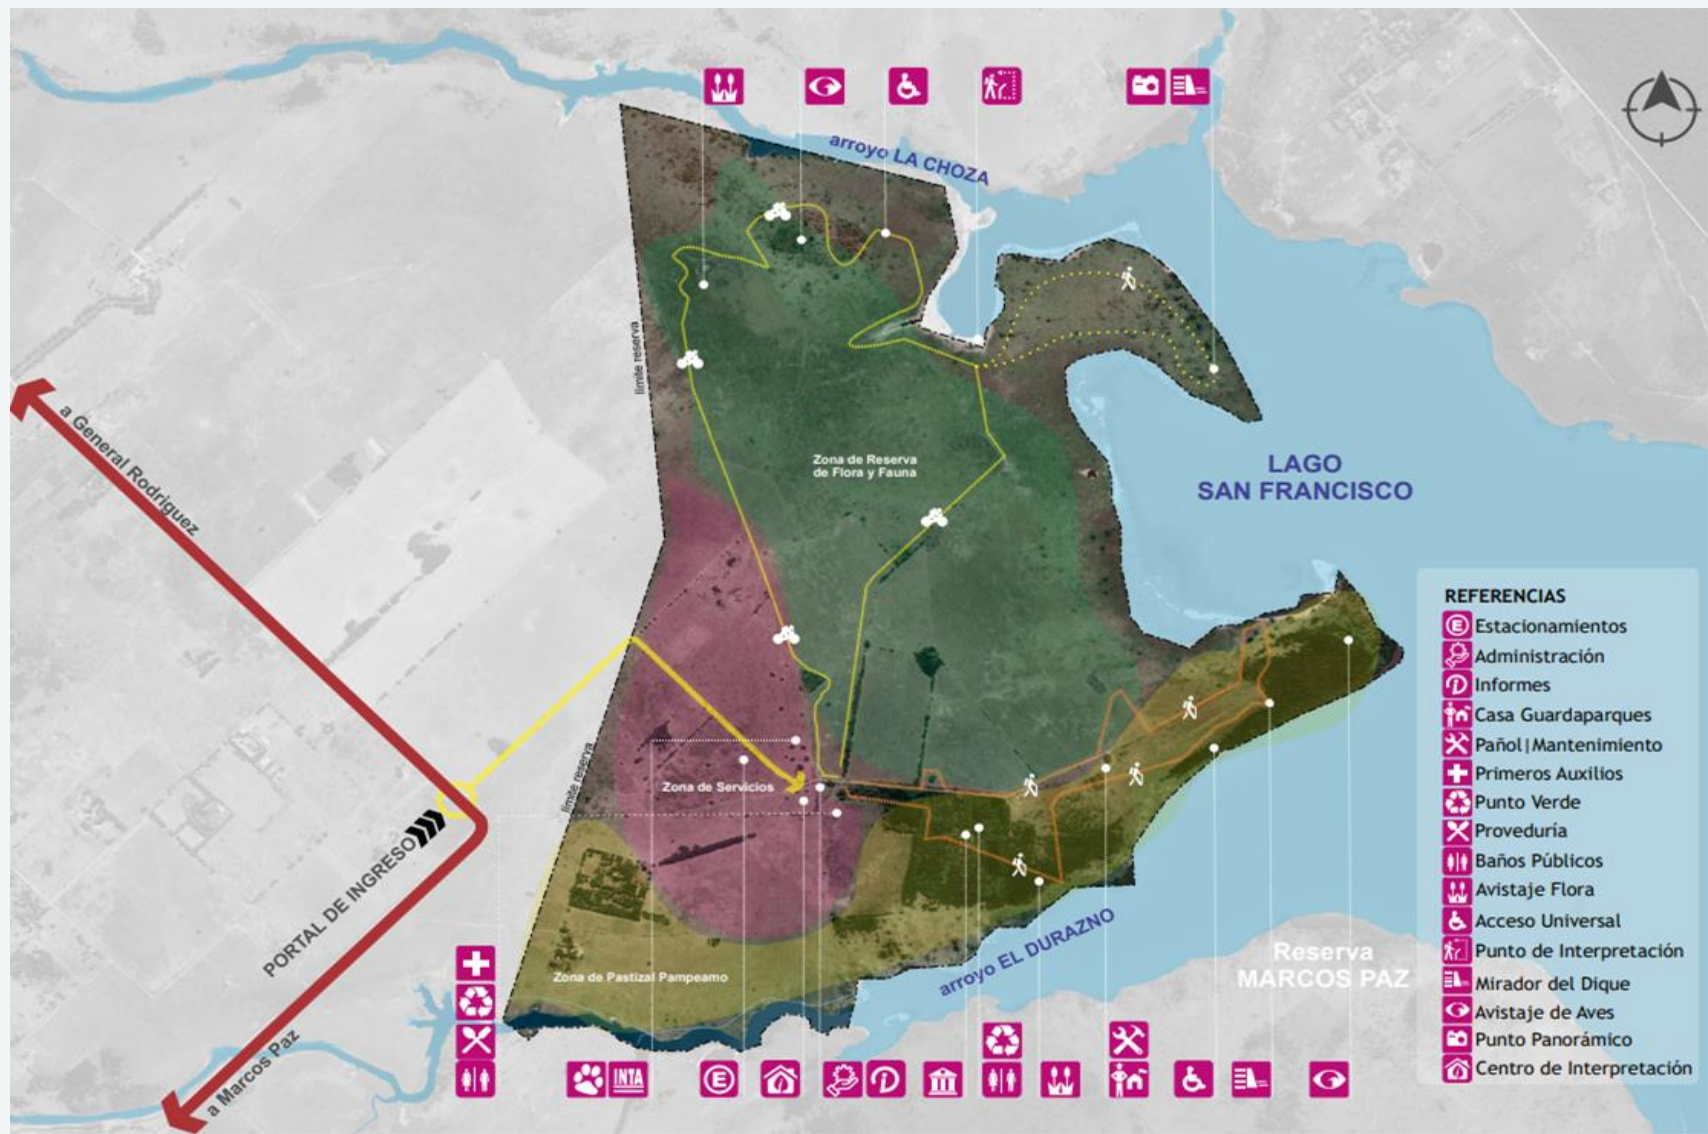 arroyo LA CHOZA
límite reserva
a General Rodriguez
Zona de Reserva
de Flora y Fauna
LAGO
SAN FRANCISCO
límite reserva
Zona de Servicios
PORTAL DE INGRESO
arroyo EL DURAZNO
Reserva
MARCOS PAZ
Zona de Pastizal Pampeamo
a Marcos Paz
E
INTA
i
REFERENCIAS
E Estacionamientos
Administración
i Informes
Casa Guardaparques
Pañol|Mantenimiento
Primeros Auxilios
Punto Verde
Proveduría
Baños Públicos
Avistaje Flora
Acceso Universal
Punto de Interpretación
Mirador del Dique
Avistaje de Aves
Punto Panorámico
Centro de Interpretación